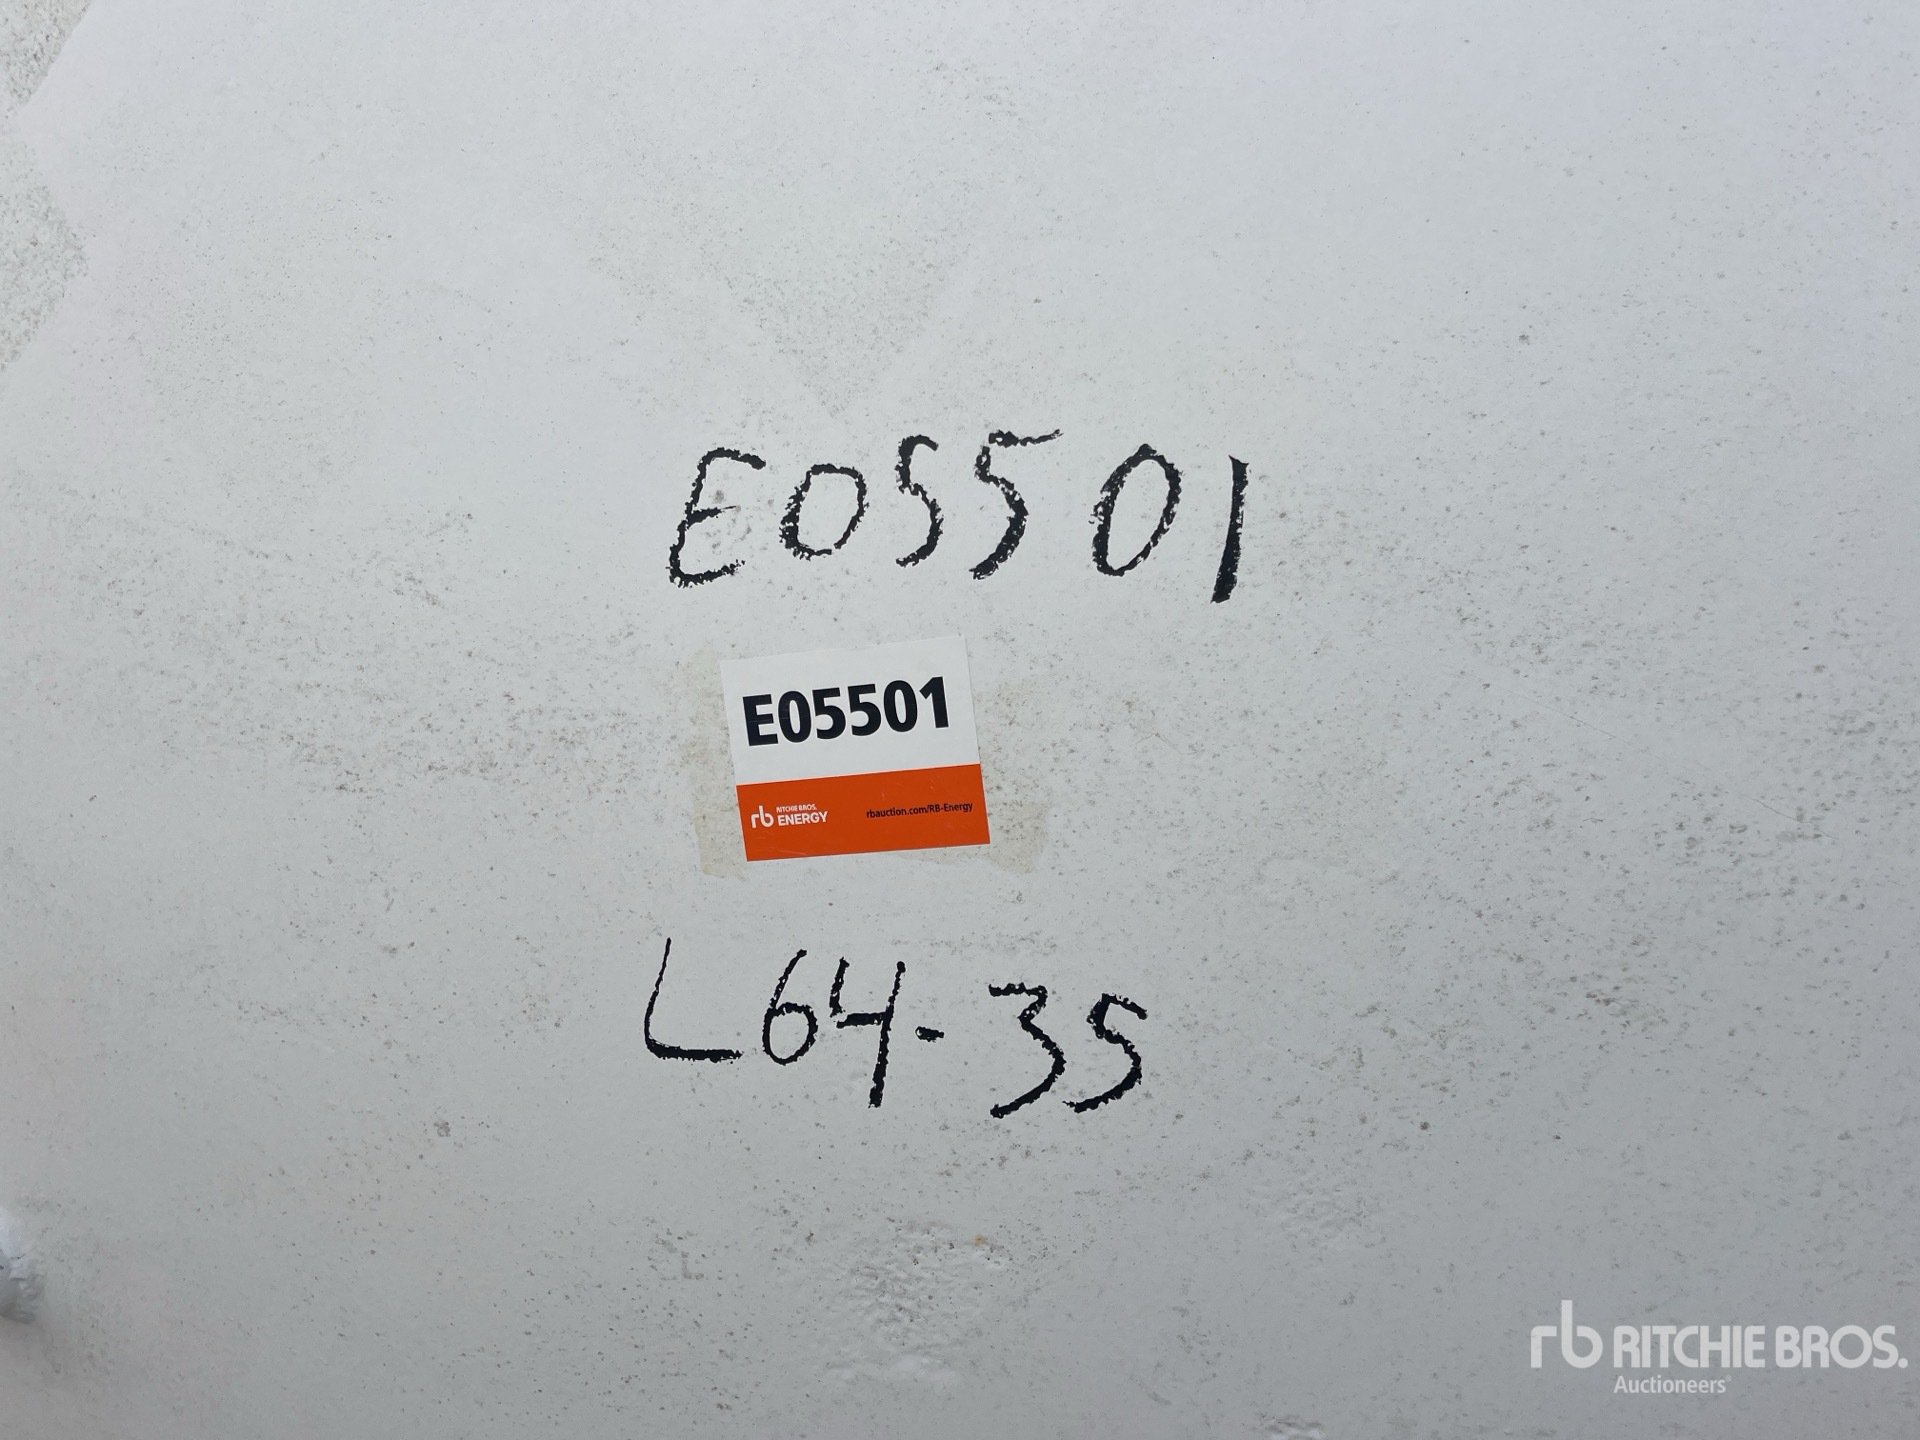 E05501
E05501
rb RITCHIE BROS. ENERGY rbauction.com/RB-Energy
L64-35
rb RITCHIE BROS.
Auctioneers